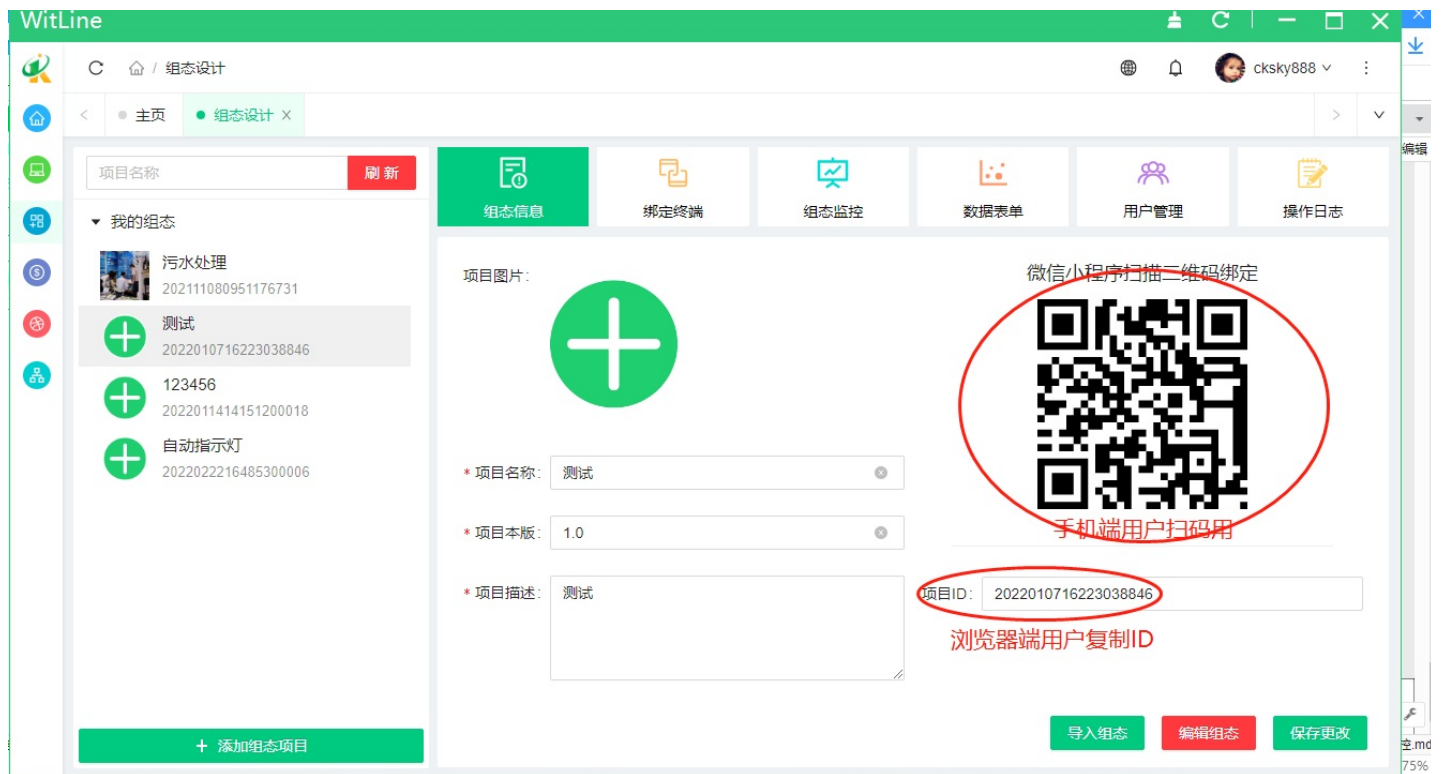 WitLine
组态设计
cksky888
主页
组态设计
编辑
项目名称
刷 新
我的组态
污水处理
202111080951176731
测试
2022010716223038846
123456
2022011414151200018
自动指示灯
2022022216485300006
+ 添加组态项目
组态信息
绑定终端
组态监控
数据表单
用户管理
操作日志
项目图片:
* 项目名称: 测试
* 项目本版: 1.0
* 项目描述: 测试
微信小程序扫描二维码绑定
手机端用户扫码用
项目ID: 2022010716223038846
浏览器端用户复制ID
导入组态
编辑组态
保存更改
控.md
75%